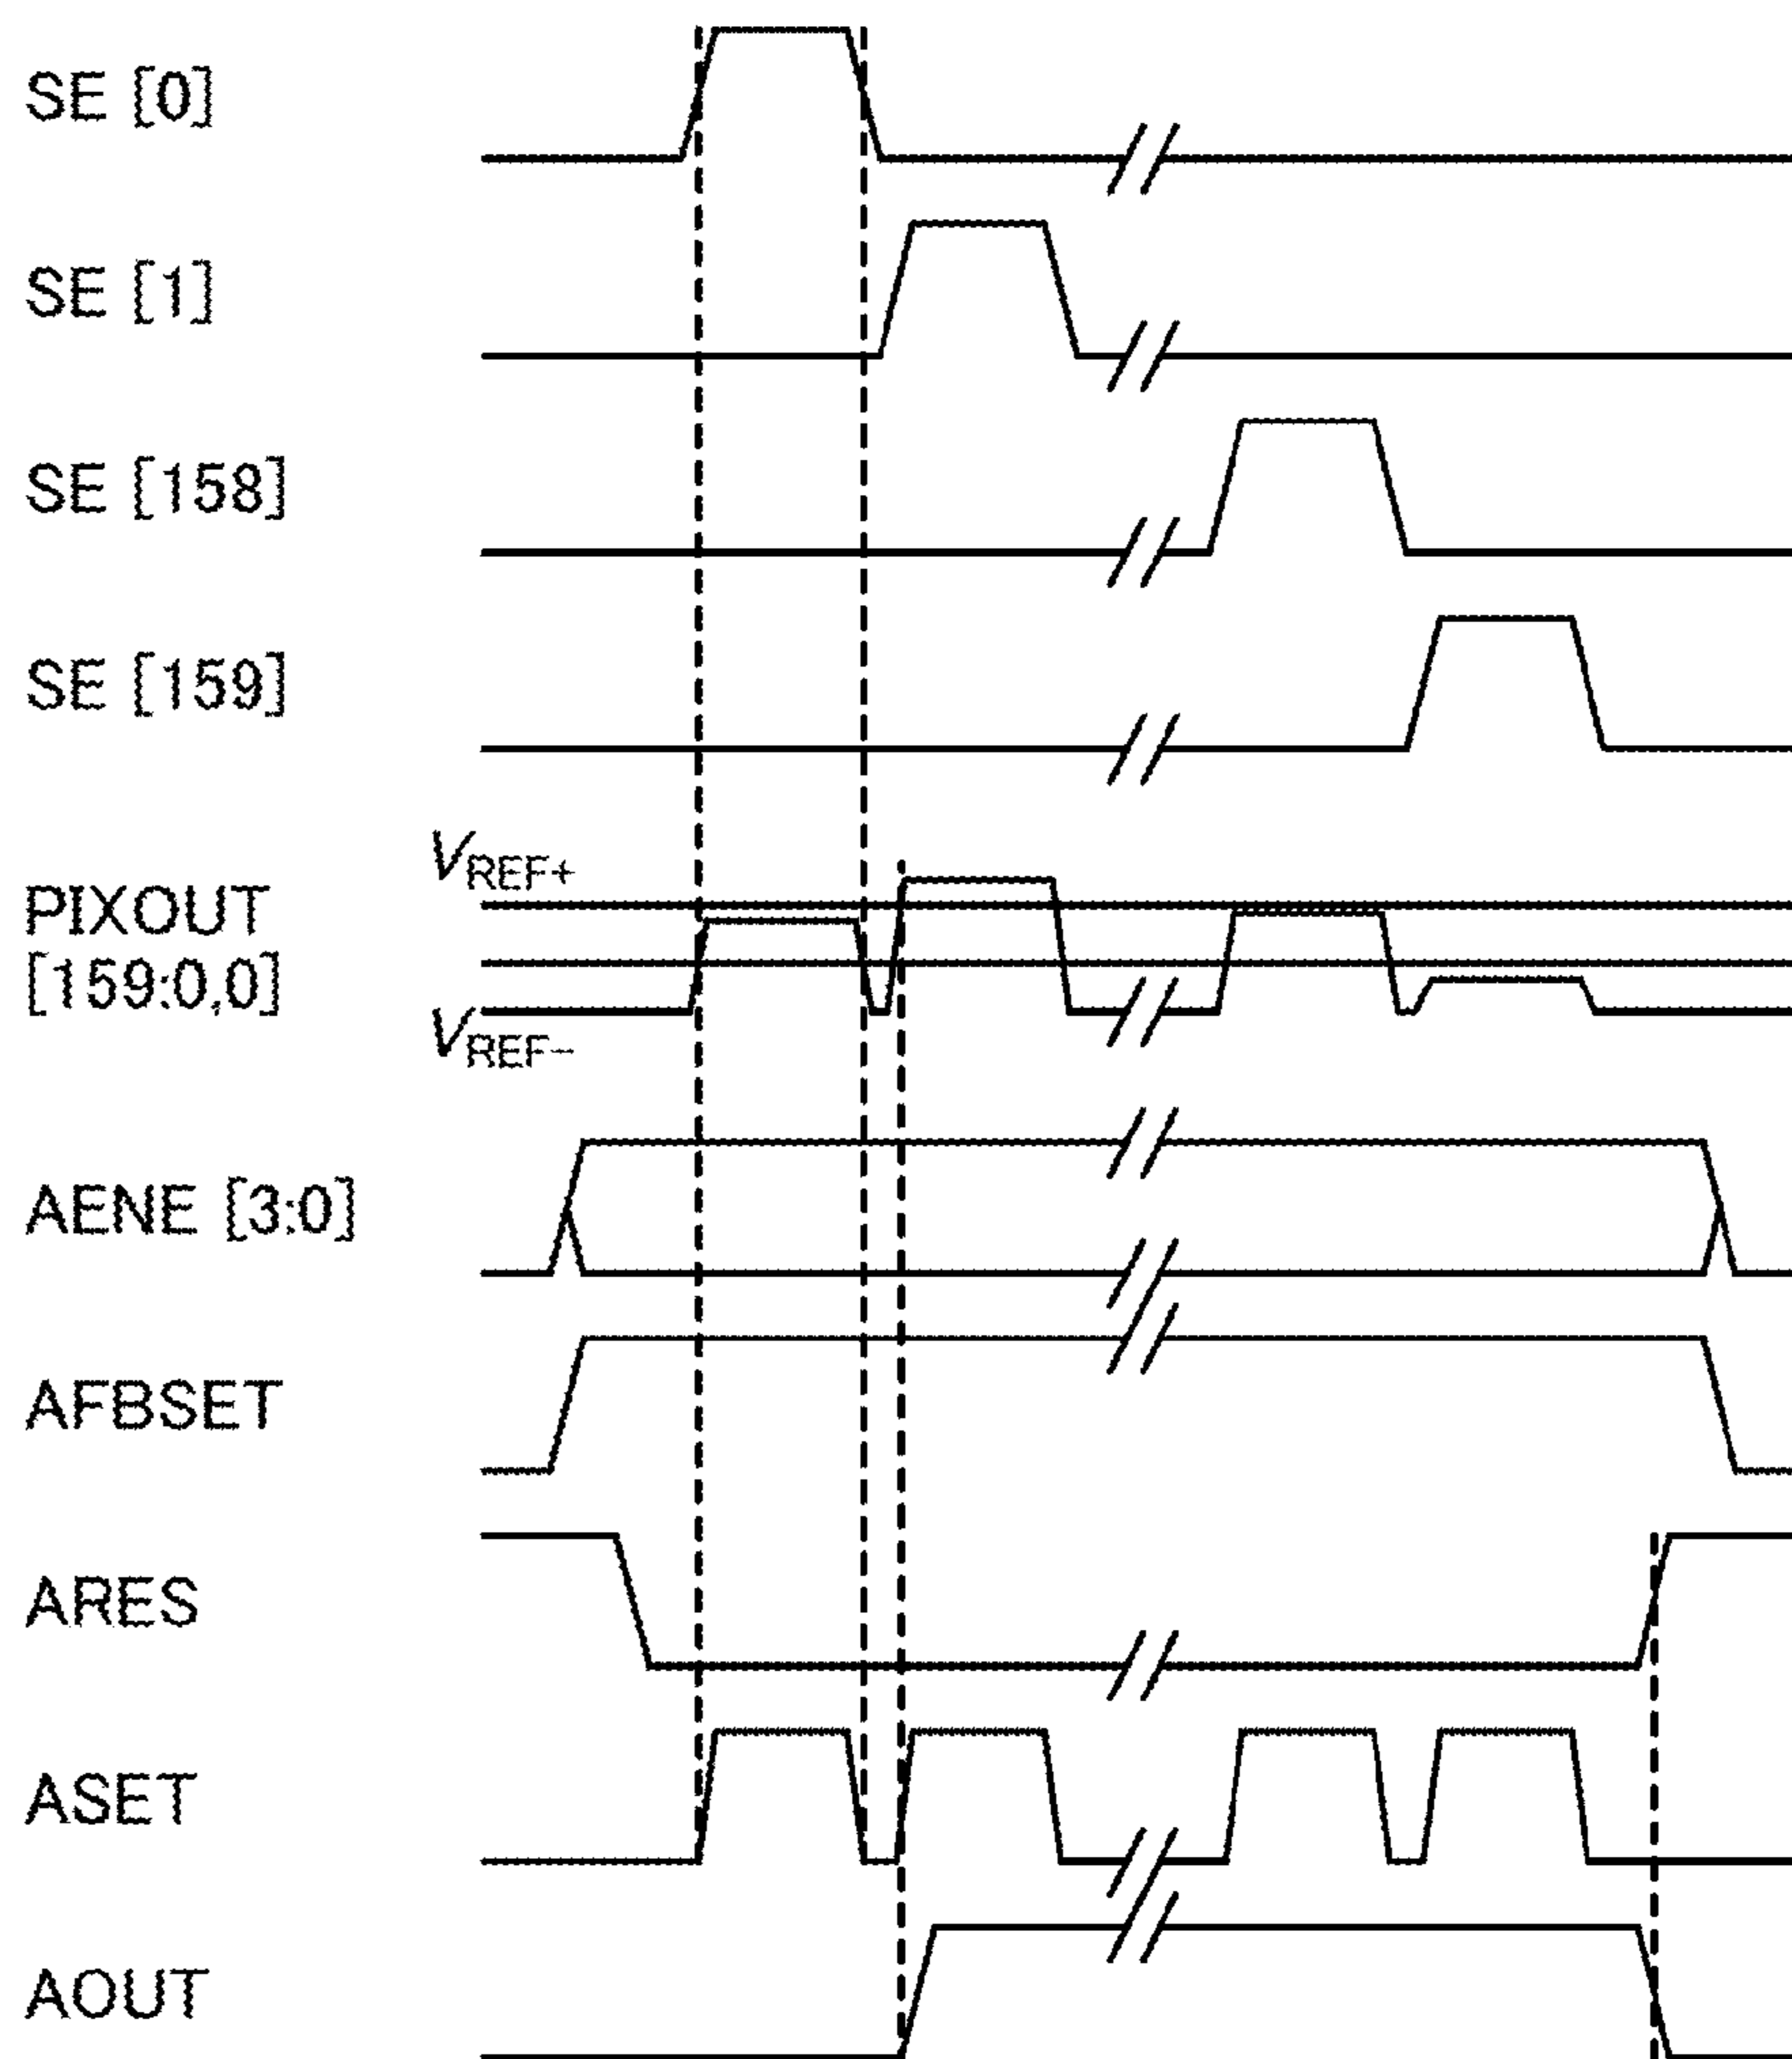 SE [0]
SE [1]
SE [158]
SE [159]
VREF+
PIXOUT
[159:0,0]
VREF−
AENE [3:0]
AFBSET
ARES
ASET
AOUT